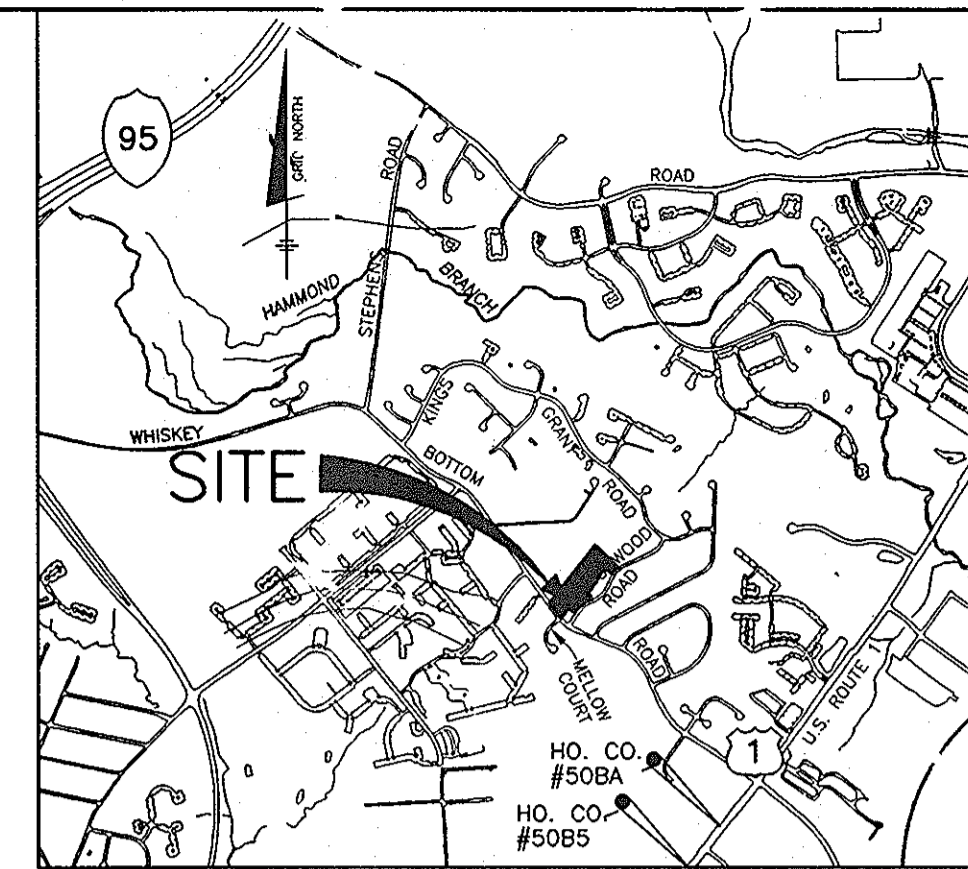 95
GRID NORTH
ROAD
ROAD
HAMMOND
BRANCH
STEPHENS
KINGS
GRANT'S
WHISKEY
BOTTOM
SITE
ROAD
WOOD
ROAD
ROAD
MELLOW
COURT
U.S. ROUTE 1
1
HO. CO.
#50BA
HO. CO.
#50B5